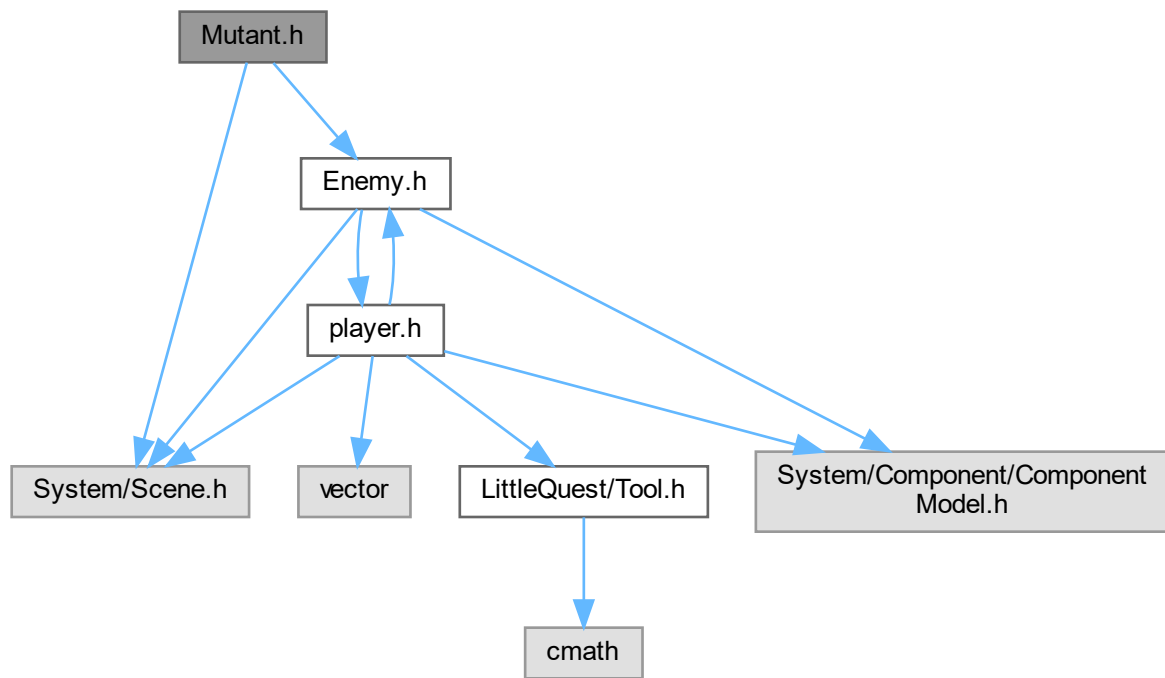 Mutant.h
Enemy.h
player.h
System/Scene.h
vector
LittleQuest/Tool.h
System/Component/Component
Model.h
cmath